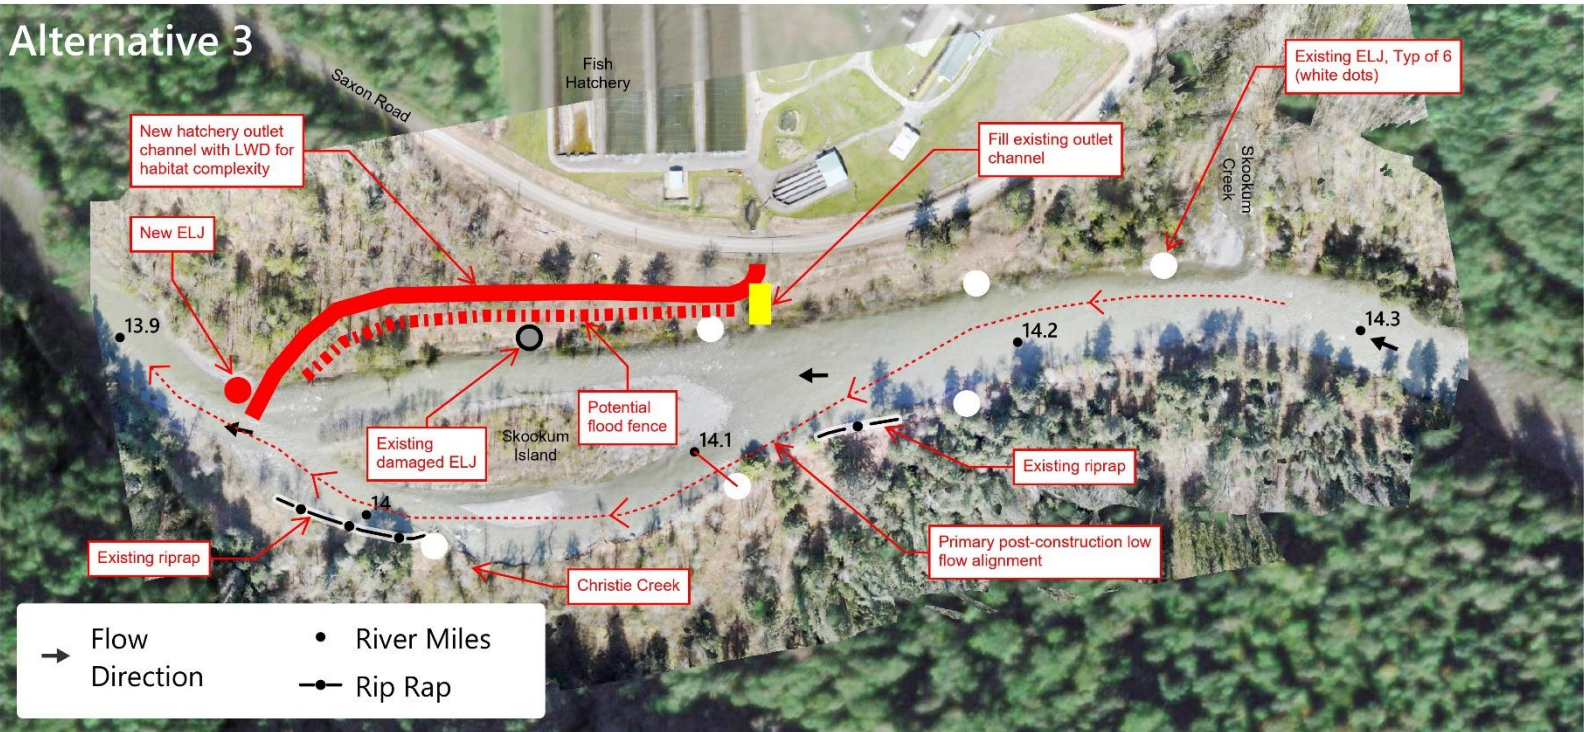 Alternative 3
Saxon Road
Fish
Hatchery
Existing ELJ, Typ of 6
(white dots)
New hatchery outlet
channel with LWD for
habitat complexity
Fill existing outlet
channel
Skookum
Creek
New ELJ
13.9
14.2
14.3
Existing
damaged ELJ
Skookum
Island
Potential
flood fence
14.1
Existing riprap
14
Existing riprap
Christie Creek
Primary post-construction low
flow alignment
Flow
Direction
River Miles
Rip Rap